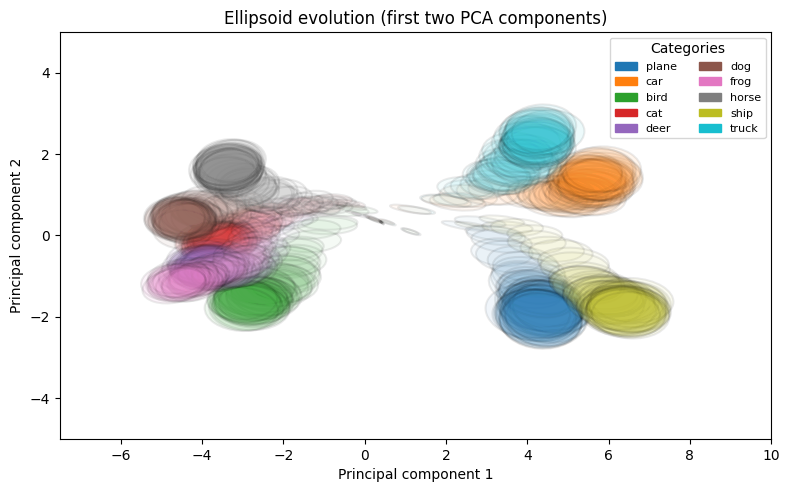 Ellipsoid evolution (first two PCA components)
Categories
plane
car
bird
cat
deer
dog
frog
horse
ship
truck
Principal component 2
4
2
0
−2
−4
−6
−4
−2
0
2
4
6
8
10
Principal component 1